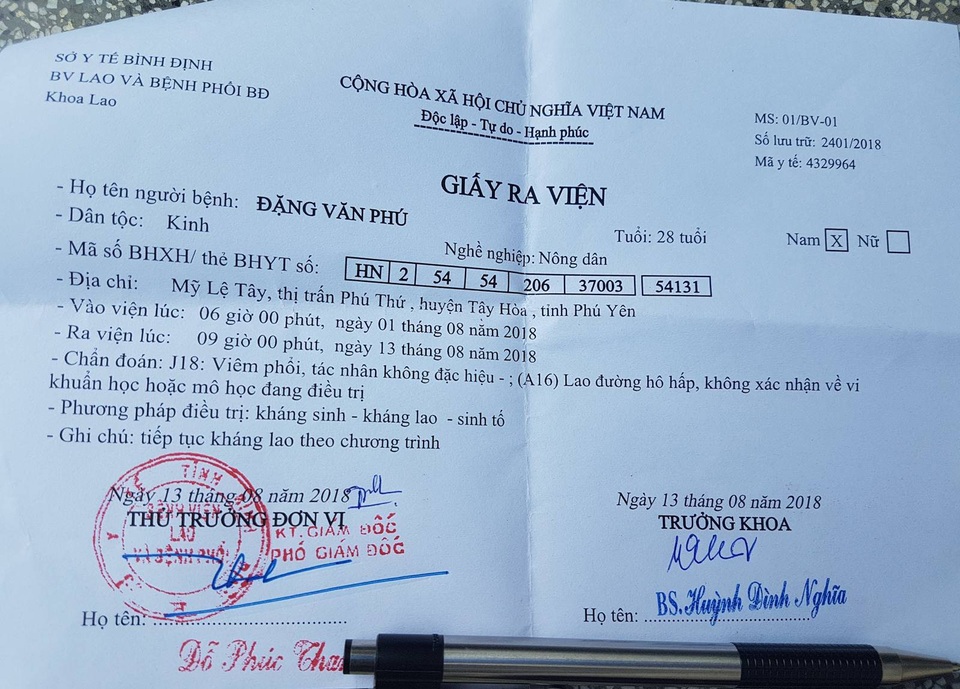 SỞ Y TẾ BÌNH ĐỊNH
BV LAO VÀ BỆNH PHỔI BĐ
Khoa Lao
CỘNG HÒA XÃ HỘI CHỦ NGHĨA VIỆT NAM
Độc lập - Tự do - Hạnh phúc
MS: 01/BV-01
Số lưu trữ: 2401/2018
Mã y tế: 4329964
GIẤY RA VIỆN
- Họ tên người bệnh: ĐẶNG VĂN PHÚ
Tuổi: 28 tuổi
Nam X Nữ
- Dân tộc: Kinh
Nghề nghiệp: Nông dân
- Mã số BHXH/ thẻ BHYT số: HN 2 54 54 206 37003 54131
- Địa chỉ: Mỹ Lệ Tây, thị trấn Phú Thứ , huyện Tây Hòa , tỉnh Phú Yên
- Vào viện lúc: 06 giờ 00 phút, ngày 01 tháng 08 năm 2018
- Ra viện lúc: 09 giờ 00 phút, ngày 13 tháng 08 năm 2018
- Chẩn đoán: J18: Viêm phổi, tác nhân không đặc hiệu - ; (A16) Lao đường hô hấp, không xác nhận về vi
khuẩn học hoặc mô học đang điều trị
- Phương pháp điều trị: kháng sinh - kháng lao - sinh tố
- Ghi chú: tiếp tục kháng lao theo chương trình
Ngày 13 tháng 08 năm 2018
THỦ TRƯỞNG ĐƠN VỊ
KT. GIÁM ĐỐC
PHÓ GIÁM ĐỐC
TỈNH
BỆNH VIỆN
LAO
VÀ BỆNH PHỔI
Họ tên:
Đỗ Phúc
Ngày 13 tháng 08 năm 2018
TRƯỞNG KHOA
Họ tên: BS. Huỳnh Đình Nghĩa